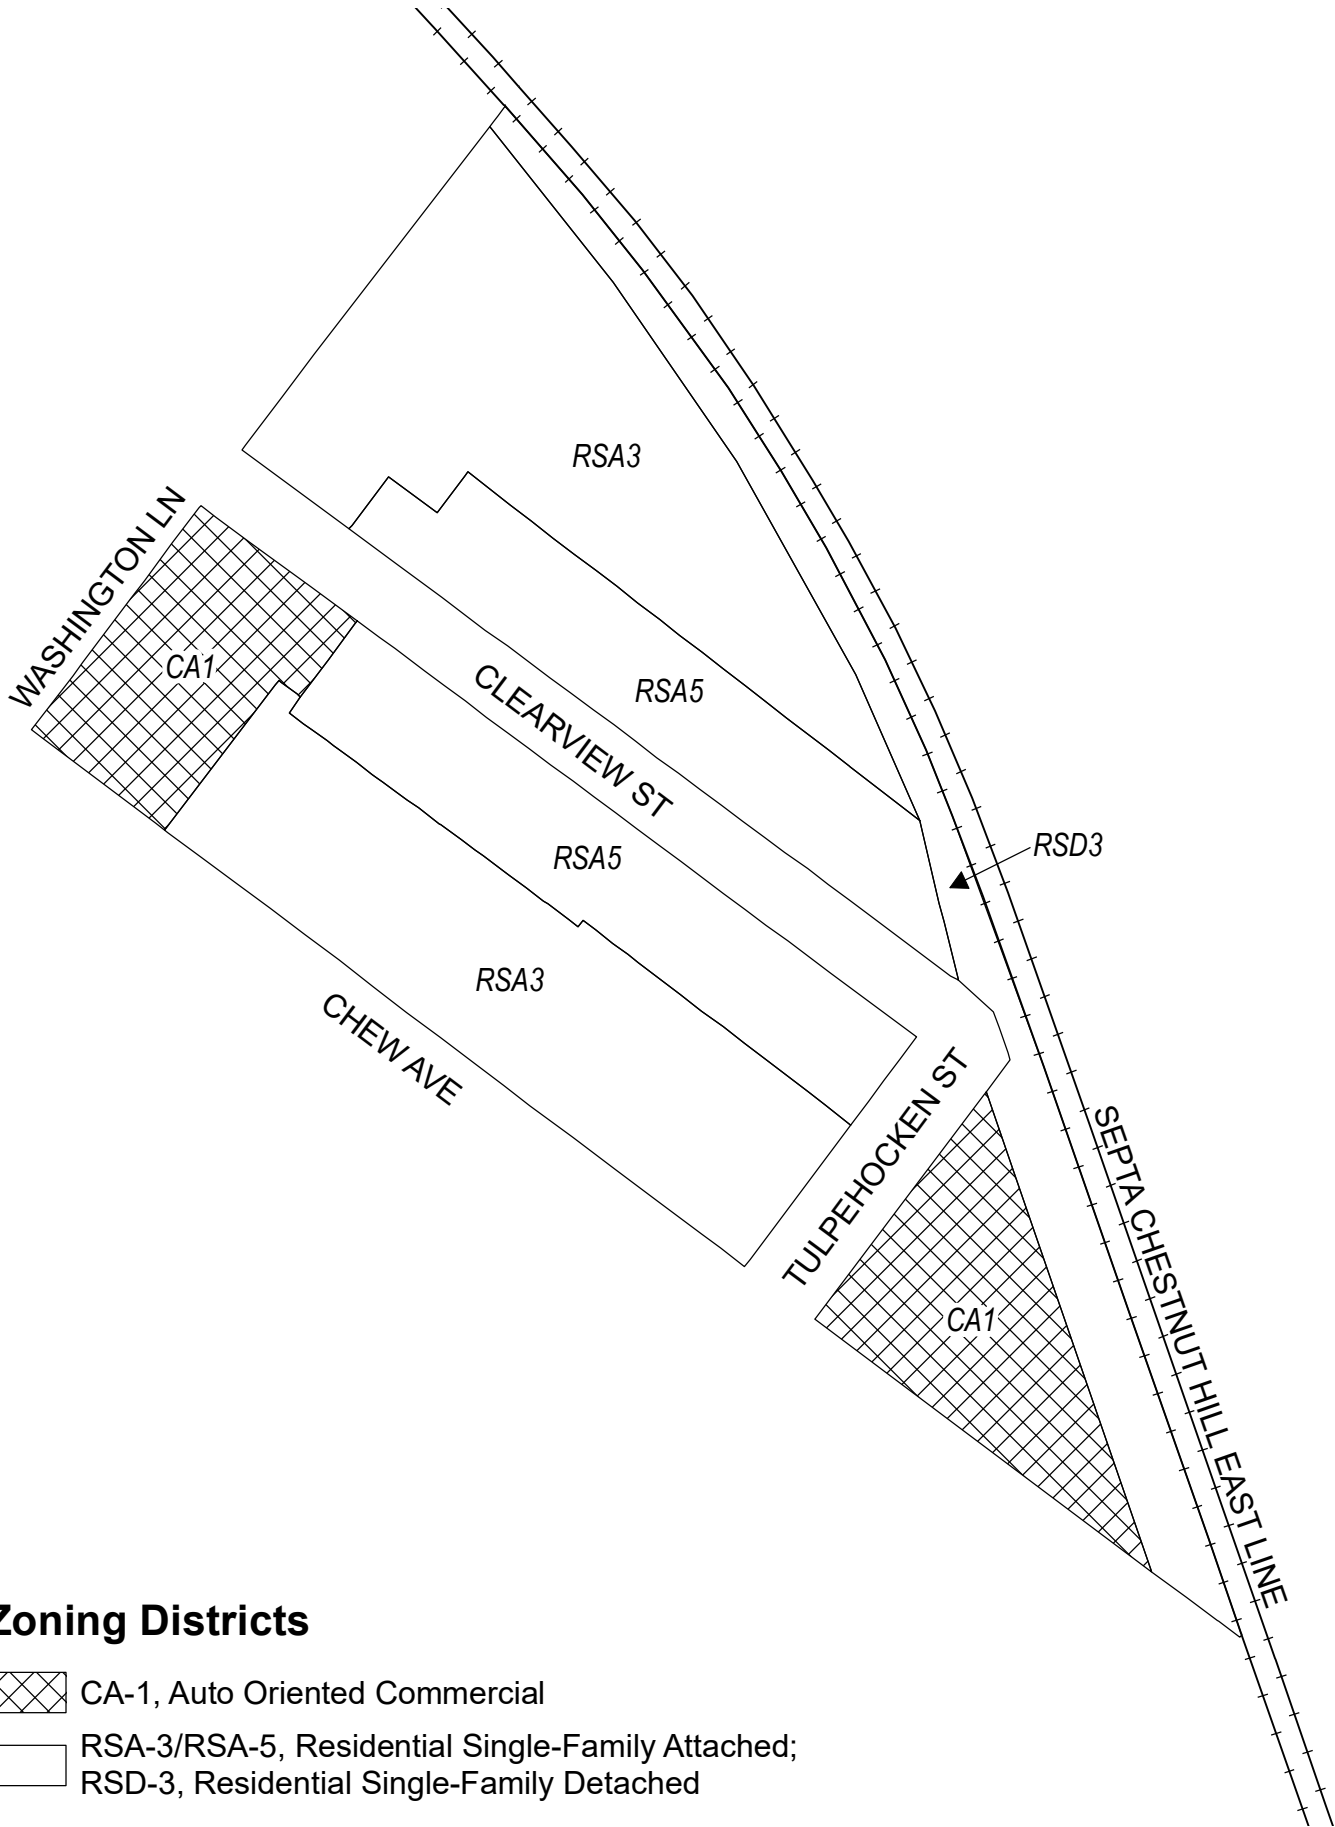 RSA3
WASHINGTON LN
CA1
RSA5
CLEARVIEW ST
RSA5
RSD3
RSA3
CHEW AVE
TULPEHOCKEN ST
SEPTA CHESTNUT HILL EAST LINE
CA1
Zoning Districts
CA-1, Auto Oriented Commercial
RSA-3/RSA-5, Residential Single-Family Attached;
RSD-3, Residential Single-Family Detached